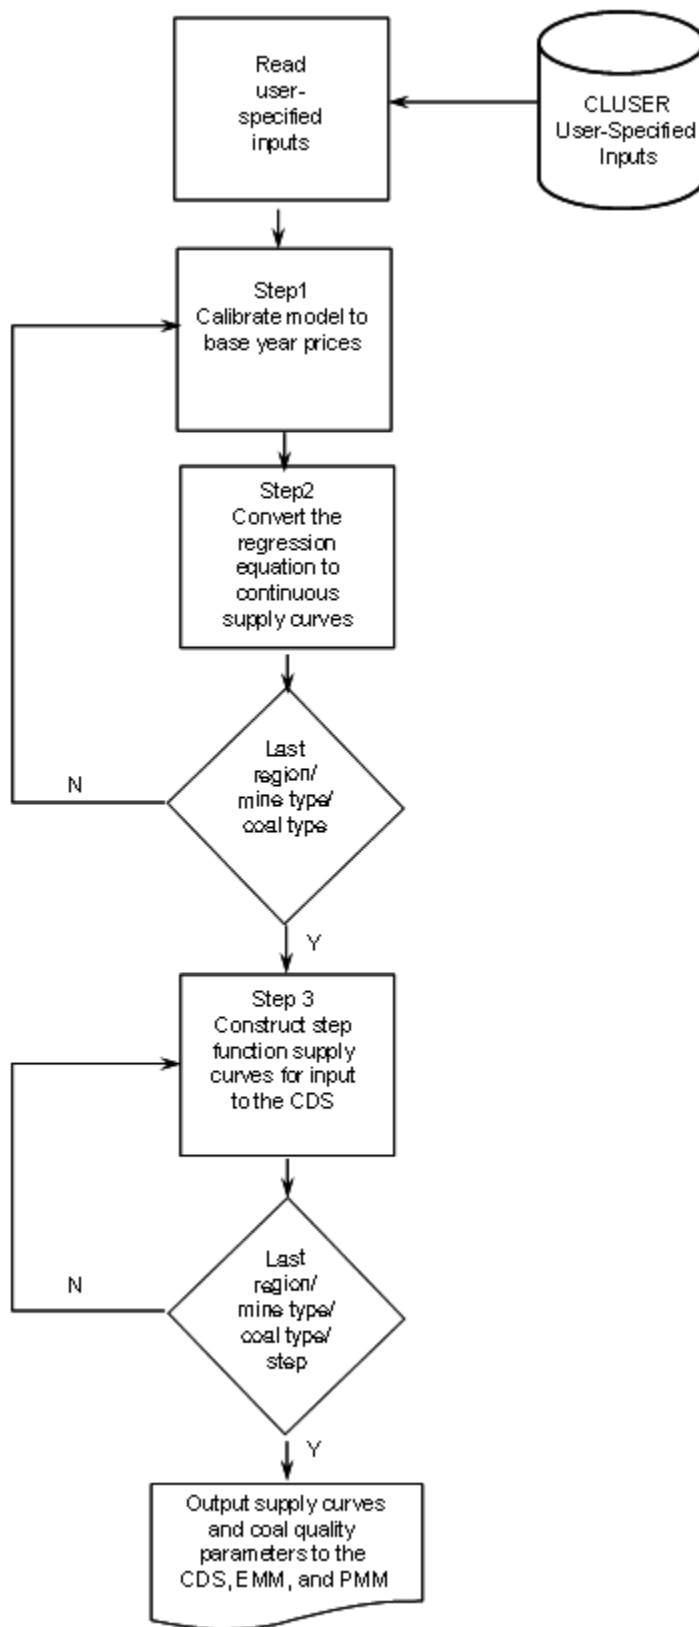 Read
user-
specified
inputs
CLUSER
User-Specified
Inputs
Step1
Calibrate model to
base year prices
Step2
Convert the
regression
equation to
continuous
supply curves
Last
region/
mine type/
coal type
N
Y
Step 3
Construct step
function supply
curves for input
to the CDS
Last
region/
mine type/
coal type/
step
N
Y
Output supply curves
and coal quality
parameters to the
CDS, EMM, and PMM